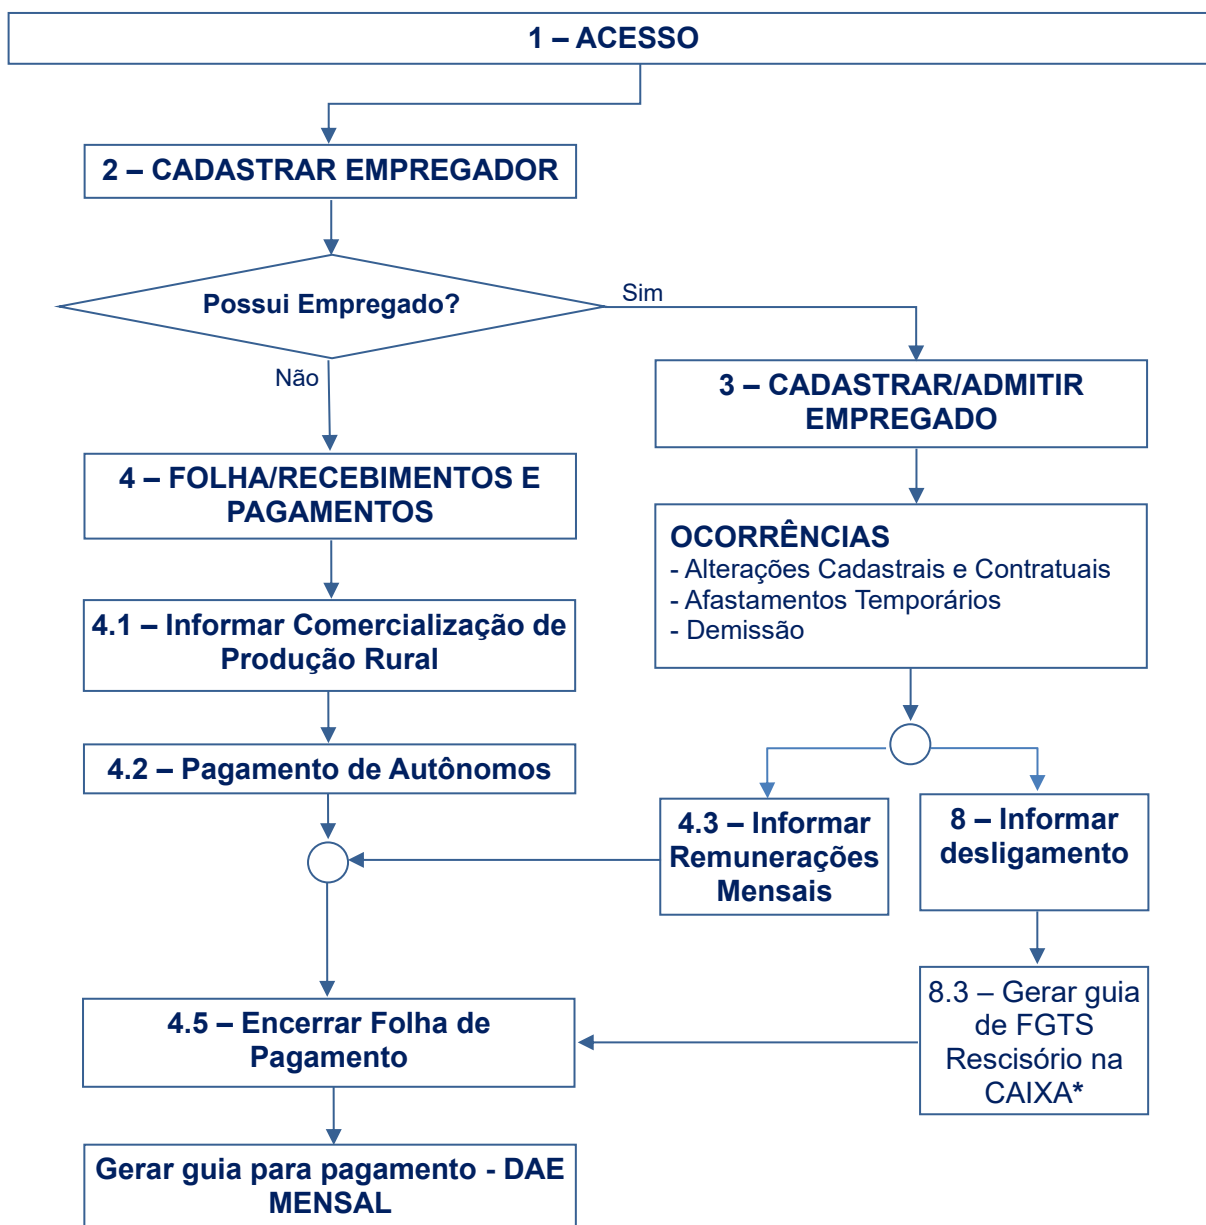 1 – ACESSO
2 – CADASTRAR EMPREGADOR
Possui Empregado?
Sim
Não
3 – CADASTRAR/ADMITIR
EMPREGADO
4 – FOLHA/RECEBIMENTOS E
PAGAMENTOS
OCORRÊNCIAS
- Alterações Cadastrais e Contratuais
- Afastamentos Temporários
- Demissão
4.1 – Informar Comercialização de
Produção Rural
4.2 – Pagamento de Autônomos
4.3 – Informar
Remunerações
Mensais
8 – Informar
desligamento
8.3 – Gerar guia
de FGTS
Rescisório na
CAIXA*
4.5 – Encerrar Folha de
Pagamento
Gerar guia para pagamento - DAE
MENSAL